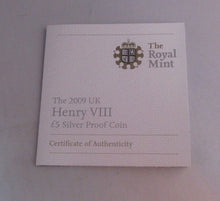 The
Royal
Mint
The 2009 UK
Henry VIII
£5 Silver Proof Coin
Certificate of Authenticity